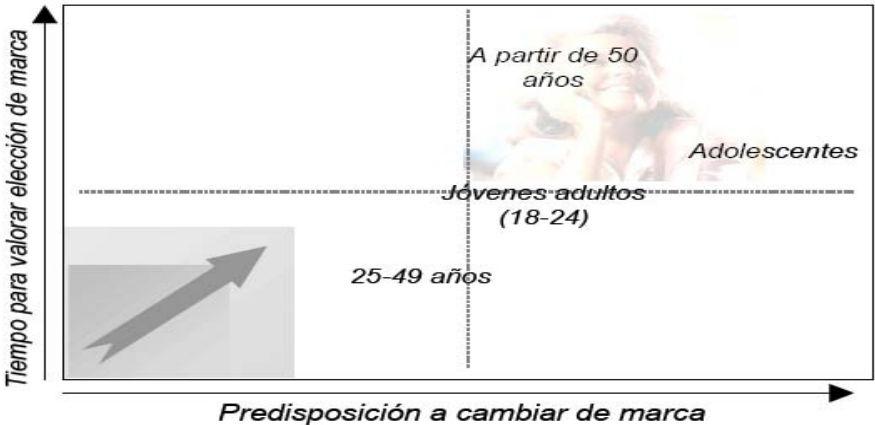 Tiempo para valorar elección de marca
A partir de 50
años
Adolescentes
Jóvenes adultos
(18-24)
25-49 años
Predisposición a cambiar de marca